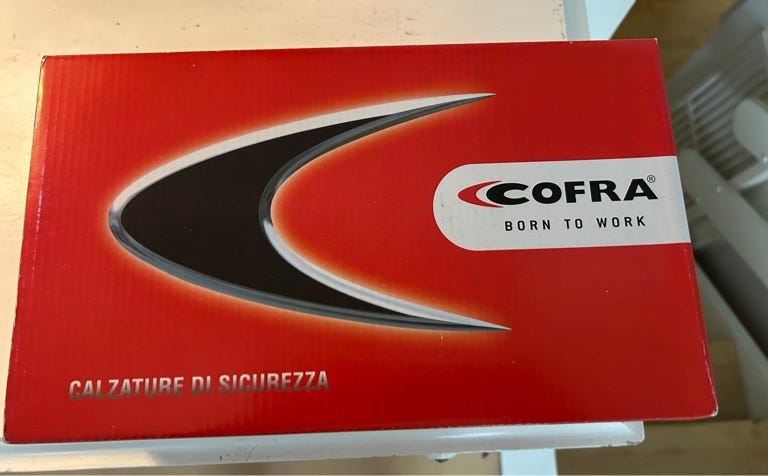 COFRA®
BORN TO WORK
CALZATURE DI SICUREZZA